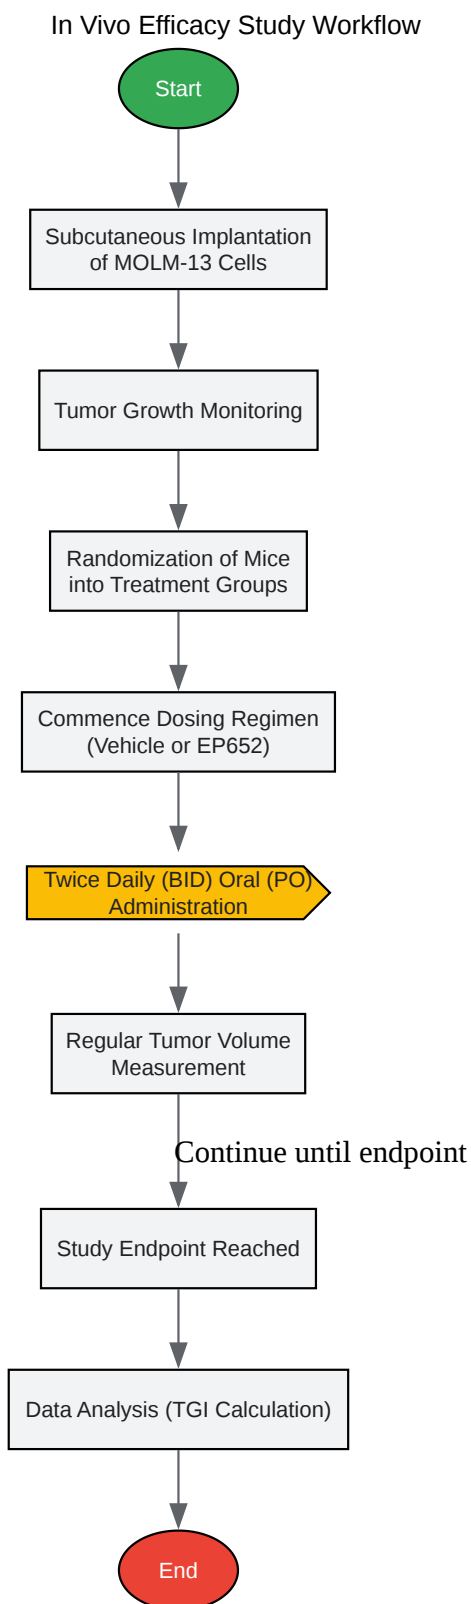 In Vivo Efficacy Study Workflow
Start
Subcutaneous Implantation
of MOLM-13 Cells
Tumor Growth Monitoring
Randomization of Mice
into Treatment Groups
Commence Dosing Regimen
(Vehicle or EP652)
Twice Daily (BID) Oral (PO)
Administration
Regular Tumor Volume
Measurement
Continue until endpoint
Study Endpoint Reached
Data Analysis (TGI Calculation)
End